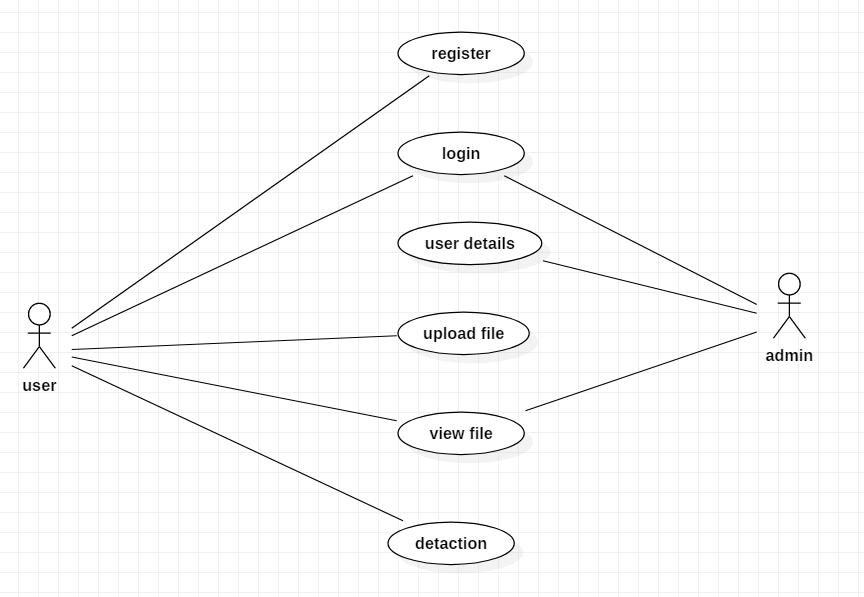 register
login
user details
upload file
view file
detaction
user
admin